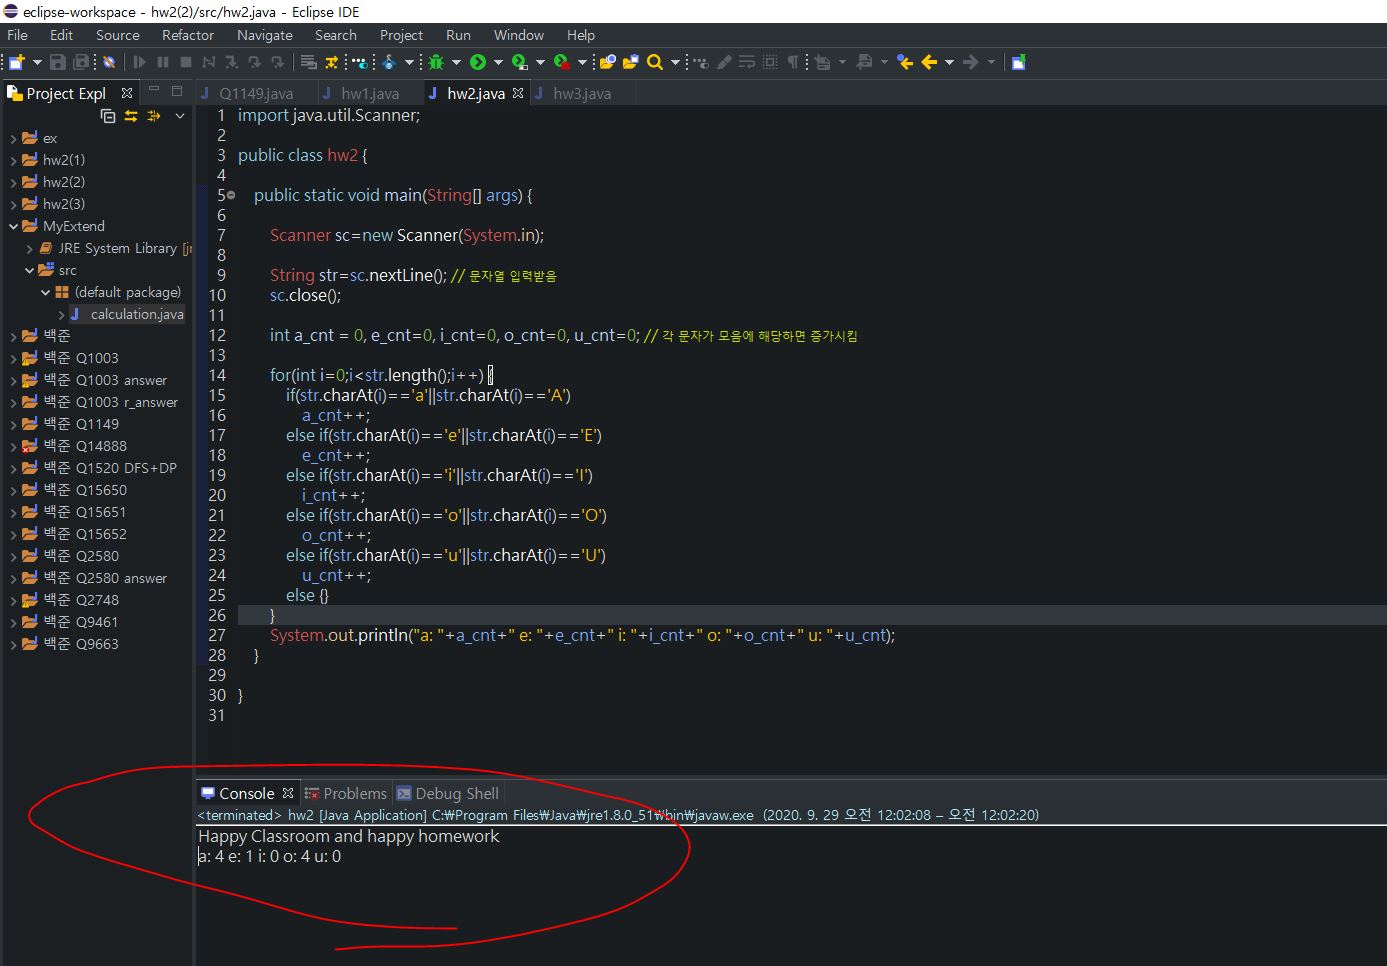 eclipse-workspace - hw2(2)/src/hw2.java - Eclipse IDE
File Edit Source Refactor Navigate Search Project Run Window Help
Project Expl
Q1149.java hw1.java hw2.java hw3.java
ex
hw2(1)
hw2(2)
hw2(3)
MyExtend
JRE System Library [jr
src
(default package)
calculation.java
백준
백준 Q1003
백준 Q1003 answer
백준 Q1003 r_answer
백준 Q1149
백준 Q14888
백준 Q1520 DFS+DP
백준 Q15650
백준 Q15651
백준 Q15652
백준 Q2580
백준 Q2580 answer
백준 Q2748
백준 Q9461
백준 Q9663
1 import java.util.Scanner;
2
3 public class hw2 {
4
5 public static void main(String[] args) {
6
7 Scanner sc=new Scanner(System.in);
8
9 String str=sc.nextLine(); // 문자열 입력받음
10 sc.close();
11
12 int a_cnt = 0, e_cnt=0, i_cnt=0, o_cnt=0, u_cnt=0; // 각 문자가 모음에 해당하면 증가시킴
13
14 for(int i=0;i<str.length();i++) {
15 if(str.charAt(i)=='a'||str.charAt(i)=='A')
16 a_cnt++;
17 else if(str.charAt(i)=='e'||str.charAt(i)=='E')
18 e_cnt++;
19 else if(str.charAt(i)=='i'||str.charAt(i)=='I')
20 i_cnt++;
21 else if(str.charAt(i)=='o'||str.charAt(i)=='O')
22 o_cnt++;
23 else if(str.charAt(i)=='u'||str.charAt(i)=='U')
24 u_cnt++;
25 else {}
26 }
27 System.out.println("a: "+a_cnt+" e: "+e_cnt+" i: "+i_cnt+" o: "+o_cnt+" u: "+u_cnt);
28 }
29
30 }
31
Console Problems Debug Shell
<terminated> hw2 [Java Application] C:₩Program Files₩Java₩jre1.8.0_51₩bin₩javaw.exe (2020. 9. 29 오전 12:02:08 – 오전 12:02:20)
Happy Classroom and happy homework
a: 4 e: 1 i: 0 o: 4 u: 0